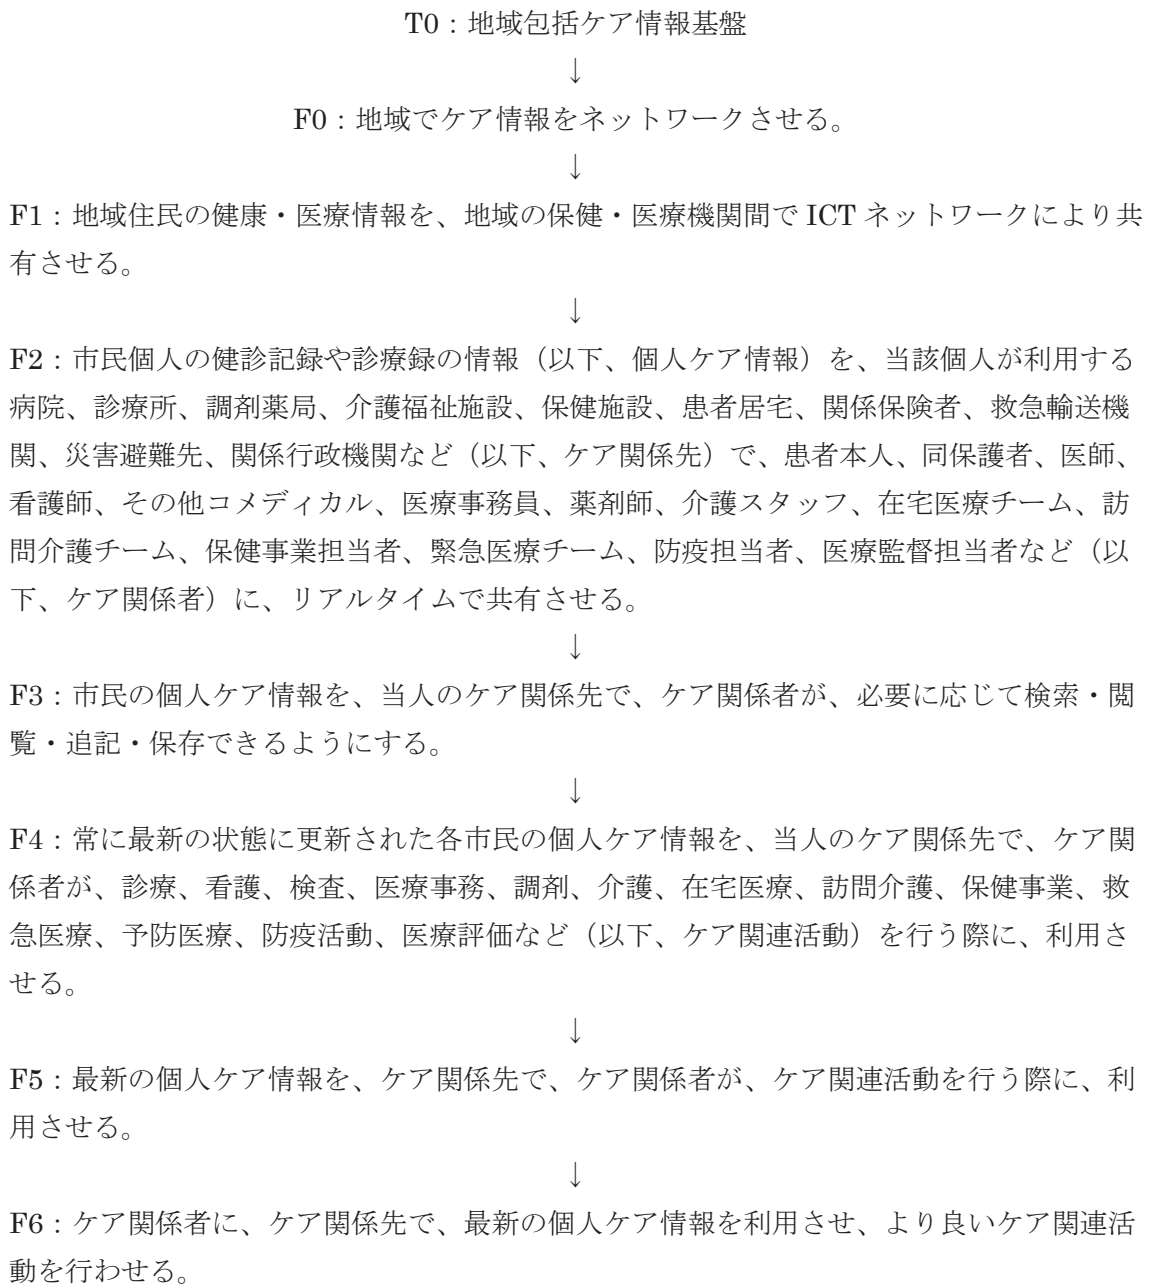 T0：地域包括ケア情報基盤
↓
F0：地域でケア情報をネットワークさせる。
↓
F1：地域住民の健康・医療情報を、地域の保健・医療機関間で ICT ネットワークにより共
有させる。
↓
F2：市民個人の健診記録や診療録の情報（以下、個人ケア情報）を、当該個人が利用する
病院、診療所、調剤薬局、介護福祉施設、保健施設、患者居宅、関係保険者、救急輸送機
関、災害避難先、関係行政機関など（以下、ケア関係先）で、患者本人、同保護者、医師、
看護師、その他コメディカル、医療事務員、薬剤師、介護スタッフ、在宅医療チーム、訪
問介護チーム、保健事業担当者、緊急医療チーム、防疫担当者、医療監督担当者など（以
下、ケア関係者）に、リアルタイムで共有させる。
↓
F3：市民の個人ケア情報を、当人のケア関係先で、ケア関係者が、必要に応じて検索・閲
覧・追記・保存できるようにする。
↓
F4：常に最新の状態に更新された各市民の個人ケア情報を、当人のケア関係先で、ケア関
係者が、診療、看護、検査、医療事務、調剤、介護、在宅医療、訪問介護、保健事業、救
急医療、予防医療、防疫活動、医療評価など（以下、ケア関連活動）を行う際に、利用さ
せる。
↓
F5：最新の個人ケア情報を、ケア関係先で、ケア関係者が、ケア関連活動を行う際に、利
用させる。
↓
F6：ケア関係者に、ケア関係先で、最新の個人ケア情報を利用させ、より良いケア関連活
動を行わせる。